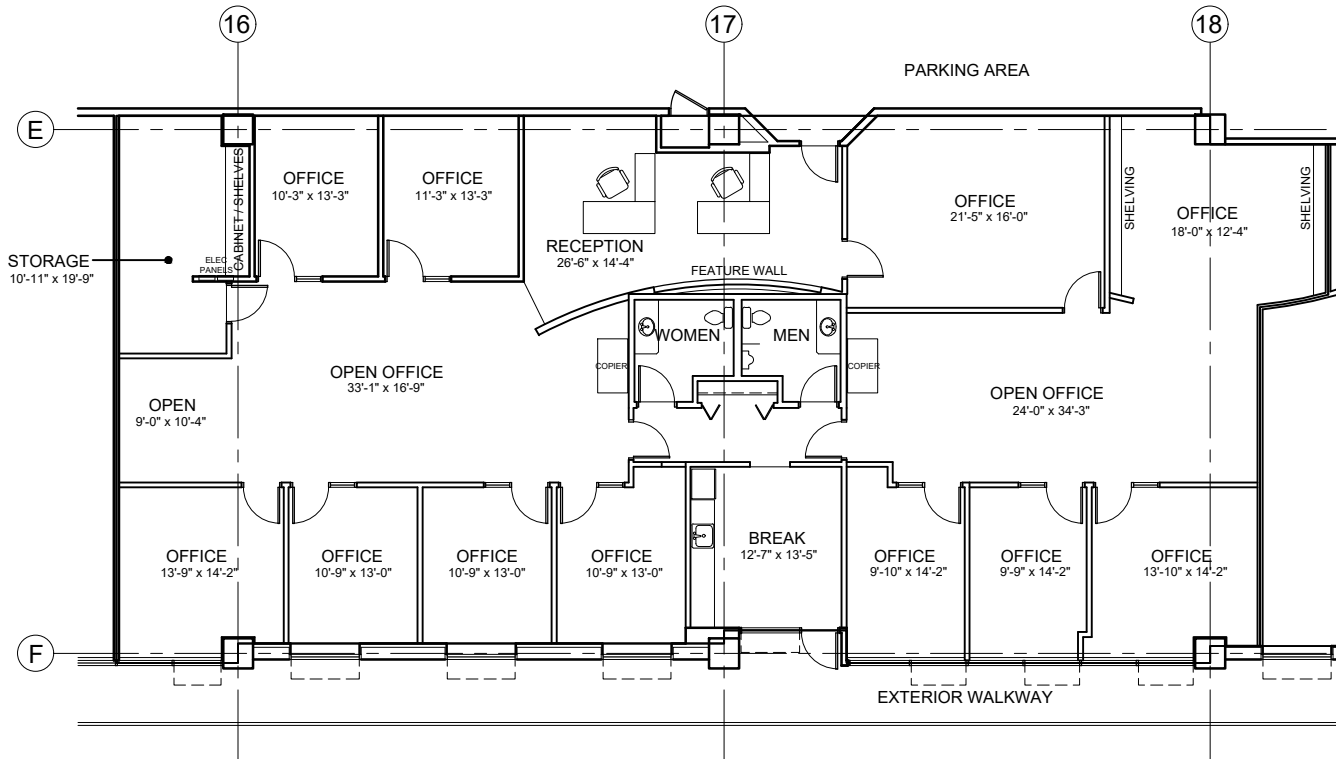 16
17
18
PARKING AREA
E
OFFICE
10'-3" x 13'-3"
OFFICE
11'-3" x 13'-3"
CABINET / SHELVES
ELEC
PANELS
STORAGE
10'-11" x 19'-9"
RECEPTION
26'-6" x 14'-4"
FEATURE WALL
OFFICE
21'-5" x 16'-0"
SHELVING
OFFICE
18'-0" x 12'-4"
SHELVING
WOMEN
MEN
COPIER
COPIER
OPEN OFFICE
33'-1" x 16'-9"
OPEN
9'-0" x 10'-4"
OPEN OFFICE
24'-0" x 34'-3"
OFFICE
13'-9" x 14'-2"
OFFICE
10'-9" x 13'-0"
OFFICE
10'-9" x 13'-0"
OFFICE
10'-9" x 13'-0"
BREAK
12'-7" x 13'-5"
OFFICE
9'-10" x 14'-2"
OFFICE
9'-9" x 14'-2"
OFFICE
13'-10" x 14'-2"
F
EXTERIOR WALKWAY